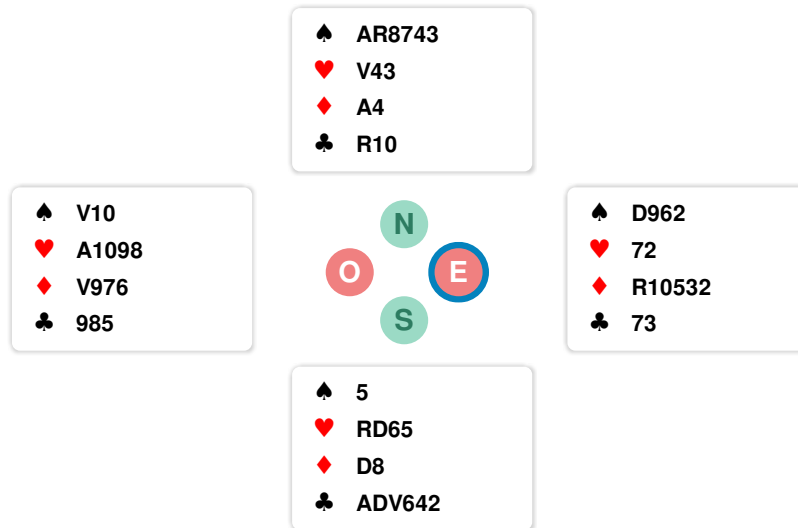 ♠ AR8743
♥ V43
♦ A4
♣ R10
♠ V10
♥ A1098
♦ V976
♣ 985
N
O E
S
♠ D962
♥ 72
♦ R10532
♣ 73
♠ 5
♥ RD65
♦ D8
♣ ADV642